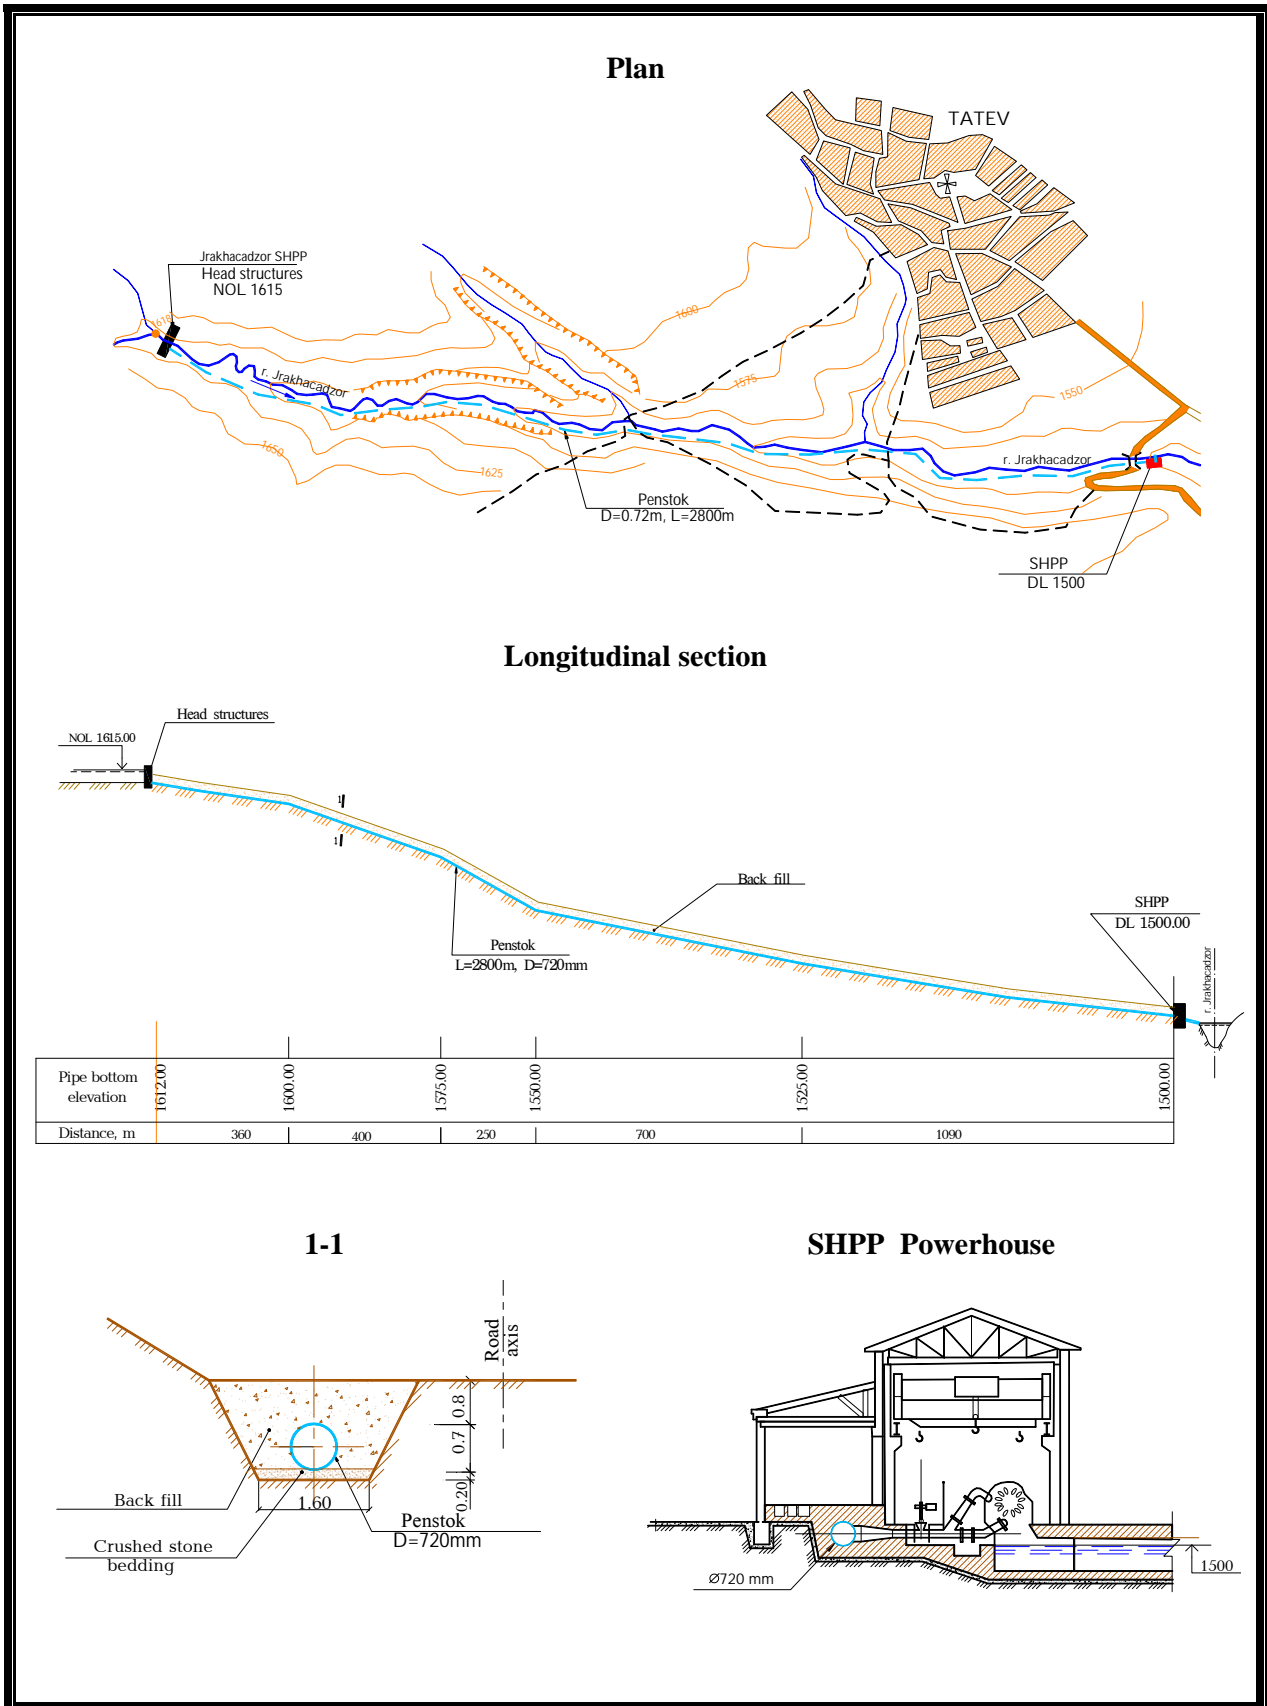 Plan
TATEV
Jrakhacadzor SHPP
Head structures
NOL 1615
1618
r. Jrakhacadzor
1600
1575
1550
1650
1625
r. Jrakhacadzor
Penstok
D=0.72m, L=2800m
SHPP
DL 1500
Longitudinal section
Head structures
NOL 1615.00
1
1
Back fill
Penstok
L=2800m, D=720mm
SHPP
DL 1500.00
r. Jrakhacadzor
Pipe bottom
elevation
1612.00
1600.00
1575.00
1550.00
1525.00
1500.00
Distance, m
360
400
250
700
1090
1-1
SHPP Powerhouse
Road
axis
0.8
0.7
0.20
1.60
Back fill
Crushed stone
bedding
Penstok
D=720mm
Ø720 mm
1500